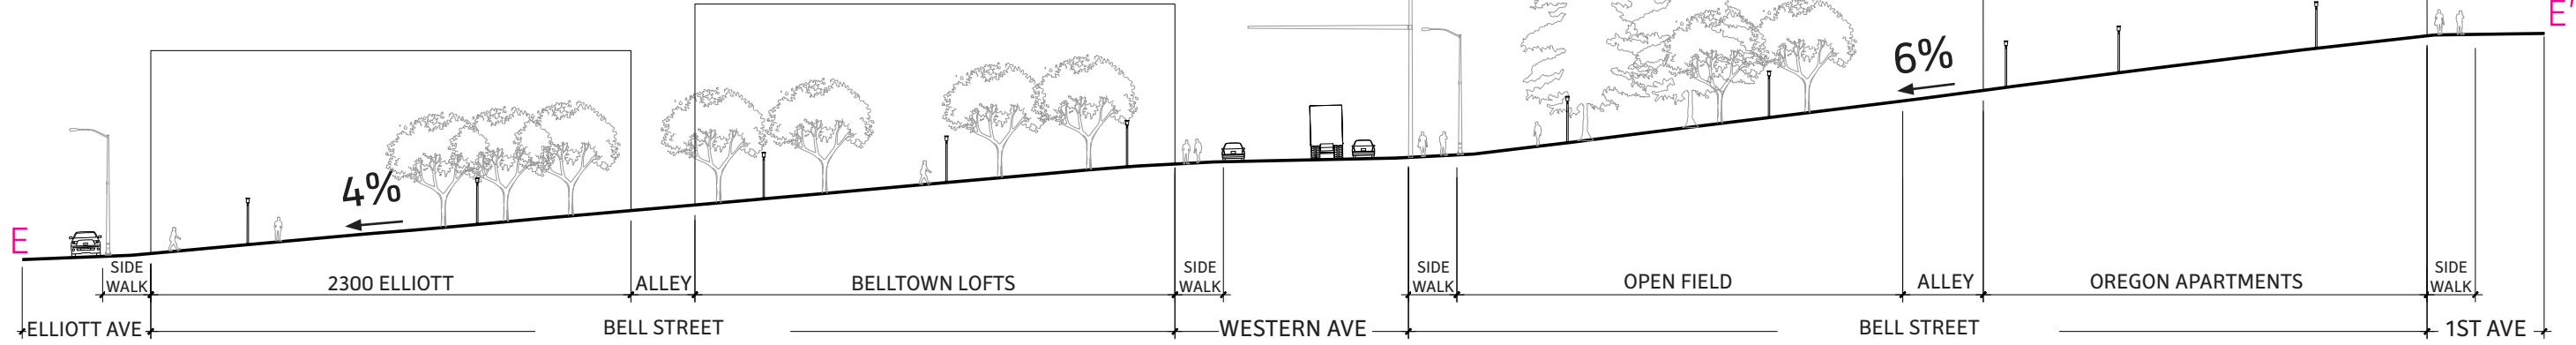 E'
6%
4%
E
SIDE
WALK
2300 ELLIOTT
ALLEY
BELLTOWN LOFTS
SIDE
WALK
SIDE
WALK
OPEN FIELD
ALLEY
OREGON APARTMENTS
SIDE
WALK
ELLIOTT AVE
BELL STREET
WESTERN AVE
BELL STREET
1ST AVE